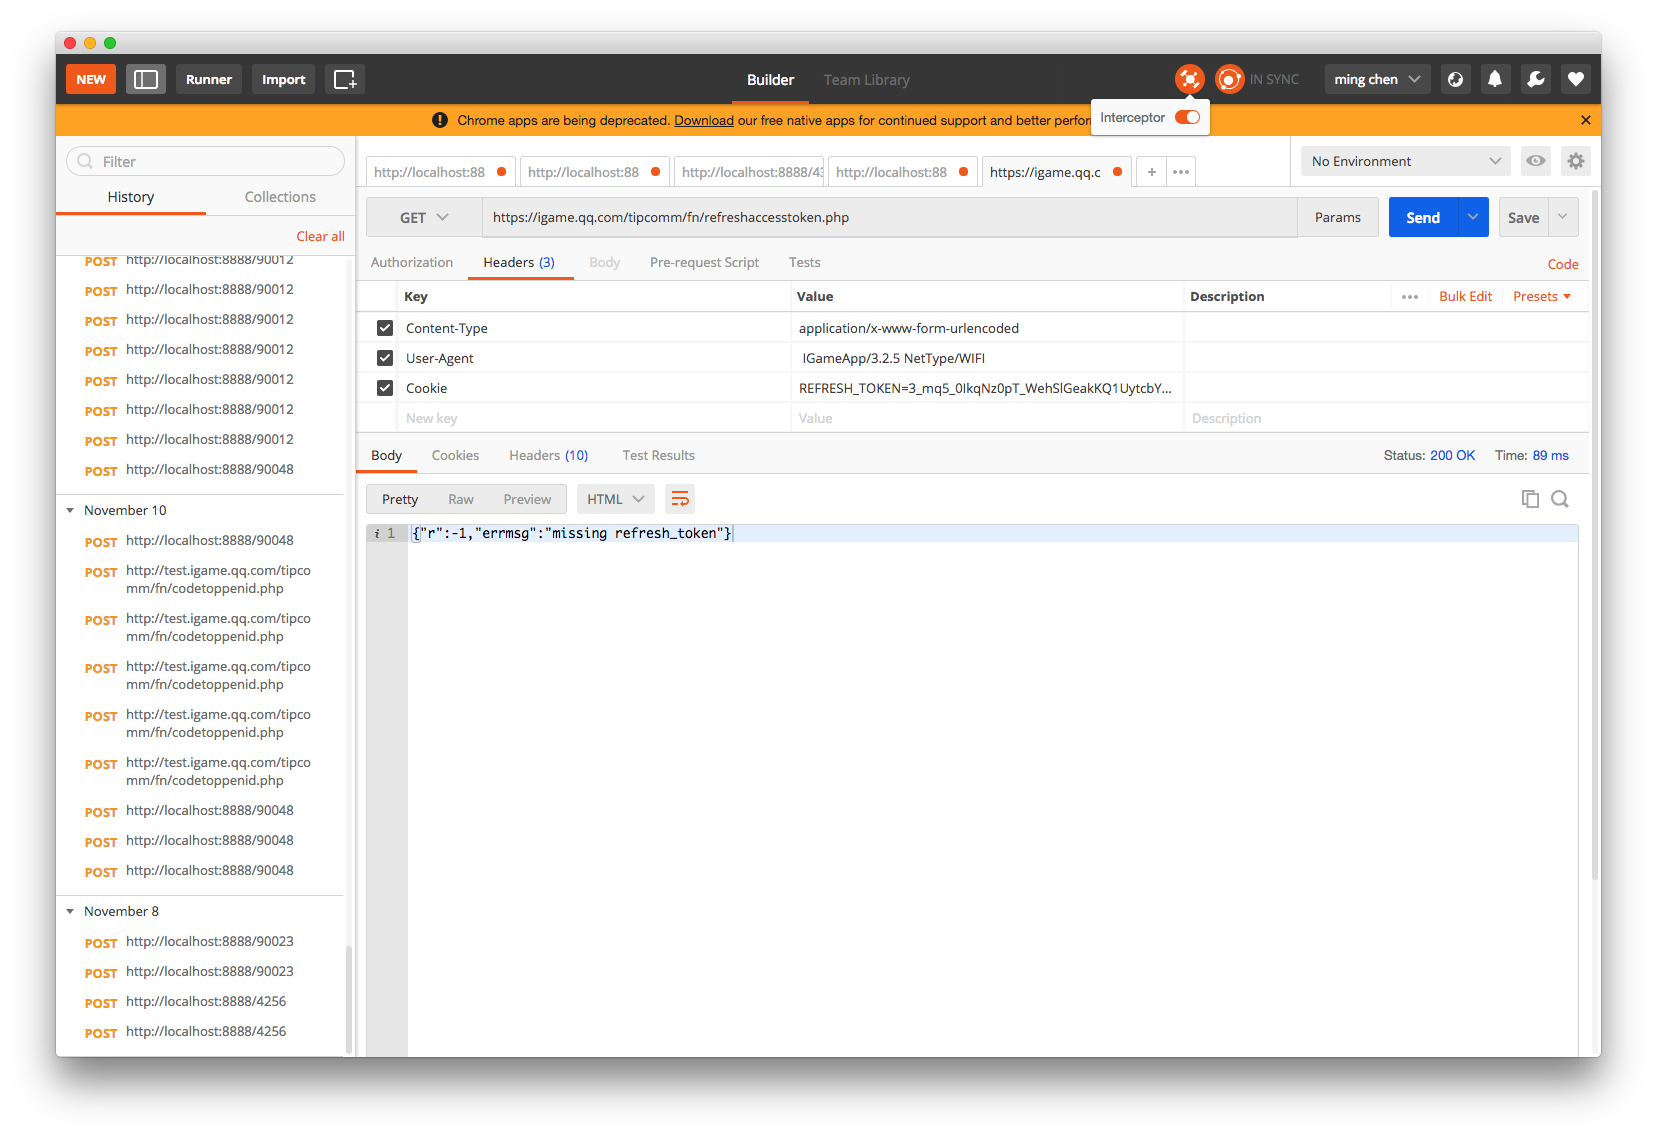 NEW
Runner
Import
Builder
Team Library
IN SYNC
ming chen
Chrome apps are being deprecated. Download our free native apps for continued support and better perfor
Interceptor
Filter
History
Collections
Clear all
POST http://localhost:8888/90012
POST http://localhost:8888/90012
POST http://localhost:8888/90012
POST http://localhost:8888/90012
POST http://localhost:8888/90012
POST http://localhost:8888/90012
POST http://localhost:8888/90012
POST http://localhost:8888/90048
November 10
POST http://localhost:8888/90048
POST http://test.igame.qq.com/tipco
mm/fn/codetoppenid.php
POST http://test.igame.qq.com/tipco
mm/fn/codetoppenid.php
POST http://test.igame.qq.com/tipco
mm/fn/codetoppenid.php
POST http://test.igame.qq.com/tipco
mm/fn/codetoppenid.php
POST http://test.igame.qq.com/tipco
mm/fn/codetoppenid.php
POST http://localhost:8888/90048
POST http://localhost:8888/90048
POST http://localhost:8888/90048
November 8
POST http://localhost:8888/90023
POST http://localhost:8888/90023
POST http://localhost:8888/4256
POST http://localhost:8888/4256
http://localhost:88
http://localhost:88
http://localhost:8888/43
http://localhost:88
https://igame.qq.c
No Environment
GET
https://igame.qq.com/tipcomm/fn/refreshaccesstoken.php
Params
Send
Save
Authorization
Headers (3)
Body
Pre-request Script
Tests
Code
Key Value Description
Bulk Edit
Presets
Content-Type application/x-www-form-urlencoded
User-Agent IGameApp/3.2.5 NetType/WIFI
Cookie REFRESH_TOKEN=3_mq5_0IkqNz0pT_WehSlGeakKQ1UytcbY...
New key Value Description
Body
Cookies
Headers (10)
Test Results
Status: 200 OK
Time: 89 ms
Pretty
Raw
Preview
HTML
i 1 {"r":-1,"errmsg":"missing refresh_token"}